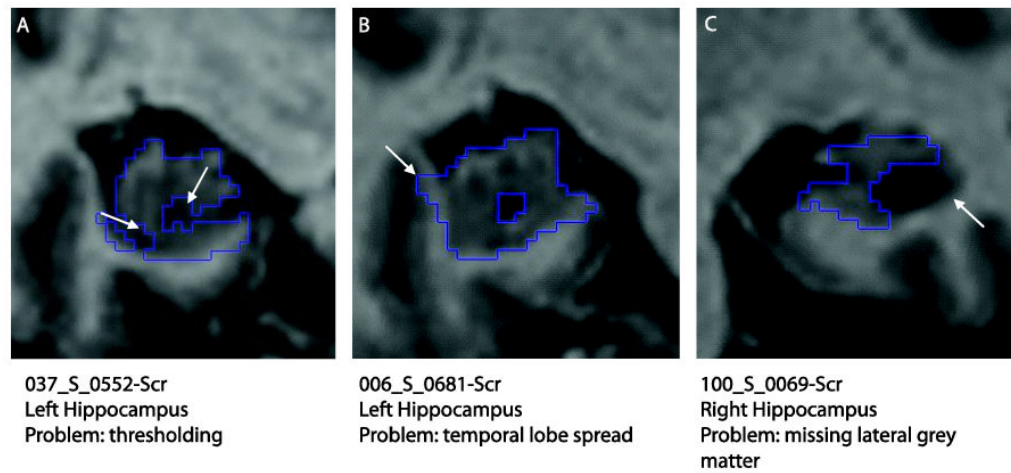 A
B
C
037_S_0552-Scr
Left Hippocampus
Problem: thresholding
006_S_0681-Scr
Left Hippocampus
Problem: temporal lobe spread
100_S_0069-Scr
Right Hippocampus
Problem: missing lateral grey
matter